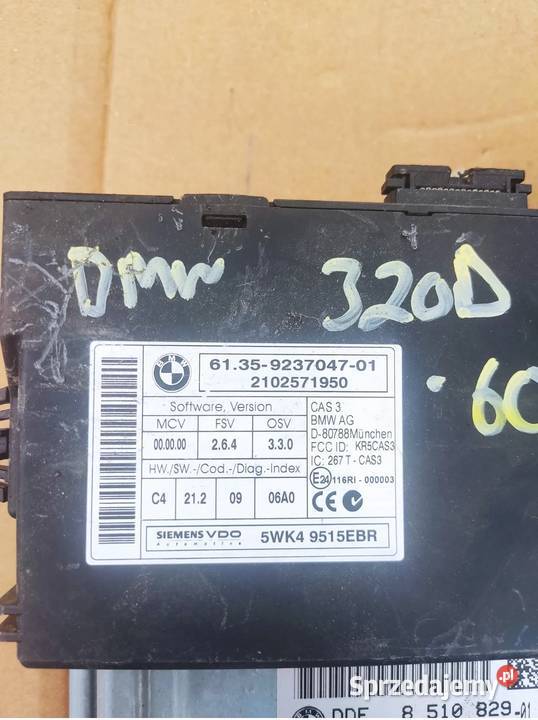 BMW 320D
·60
BMW
61.35-9237047-01
2102571950
Software, Version
MCV FSV OSV
00.00.00 2.6.4 3.3.0
HW./SW.-/Cod.-/Diag.-Index
C4 21.2 09 06A0
CAS 3
BMW AG
D-80788München
FCC ID: KR5CAS3
IC: 267 T - CAS3
E24 116RI - 000003
CE
SIEMENS VDO
Automotive
5WK4 9515EBR
DDE 8 510 829-01
Sprzedajemy.pl